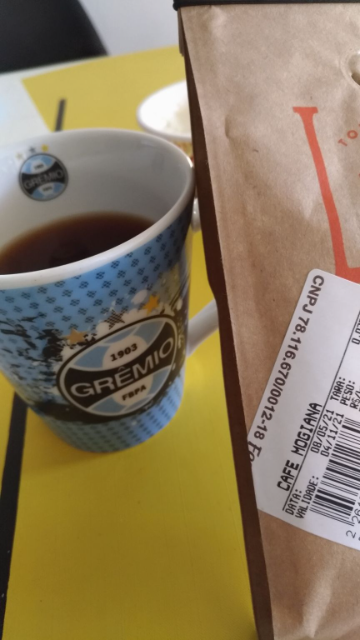 GRÊMIO
1903
GRÊMIO
FBPA
TO
CNPJ 78.116.670/0012-18
CAFE MOGIANA
DATA: 08/05/21 TARA:
VALIDADE: 04/11/21 PESO
R$/